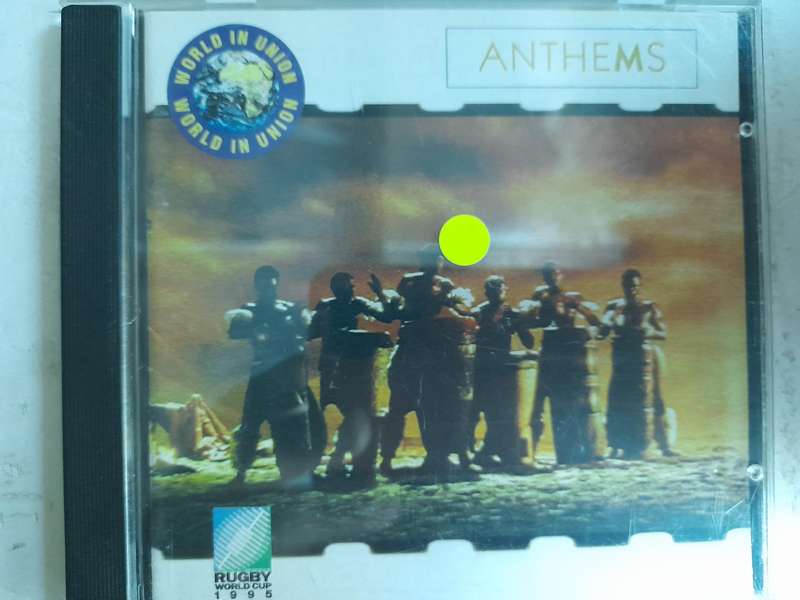 WORLD IN UNION
WORLD IN UNION
ANTHEMS
RUGBY
WORLD CUP
1995